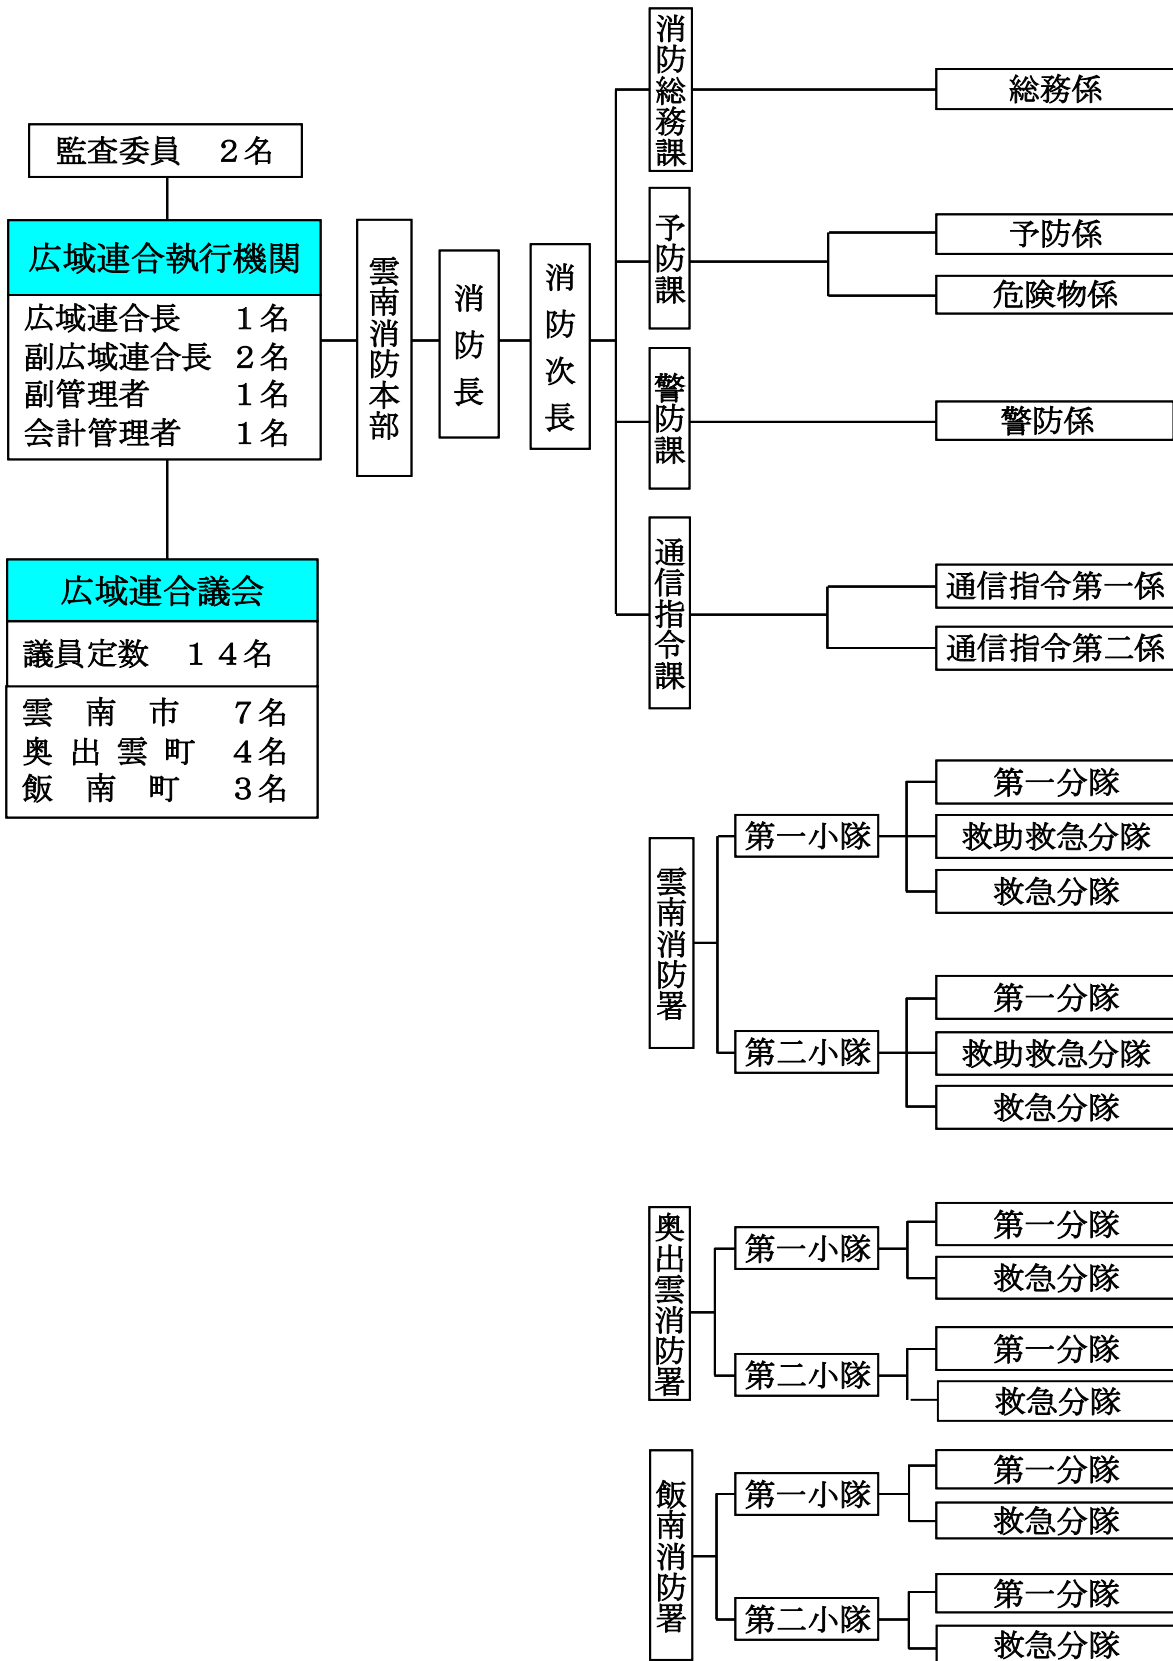 監査委員　２名
広域連合執行機関
広域連合長　１名
副広域連合長　２名
副管理者　１名
会計管理者　１名
広域連合議会
議員定数　１４名
雲　南　市　７名
奥　出　雲　町　４名
飯　南　町　３名
雲南消防本部
消防長
消防次長
消防総務課
総務係
予防課
予防係
危険物係
警防課
警防係
通信指令課
通信指令第一係
通信指令第二係
雲南消防署
第一小隊
第一分隊
救助救急分隊
救急分隊
第二小隊
第一分隊
救助救急分隊
救急分隊
奥出雲消防署
第一小隊
第一分隊
救急分隊
第二小隊
第一分隊
救急分隊
飯南消防署
第一小隊
第一分隊
救急分隊
第二小隊
第一分隊
救急分隊